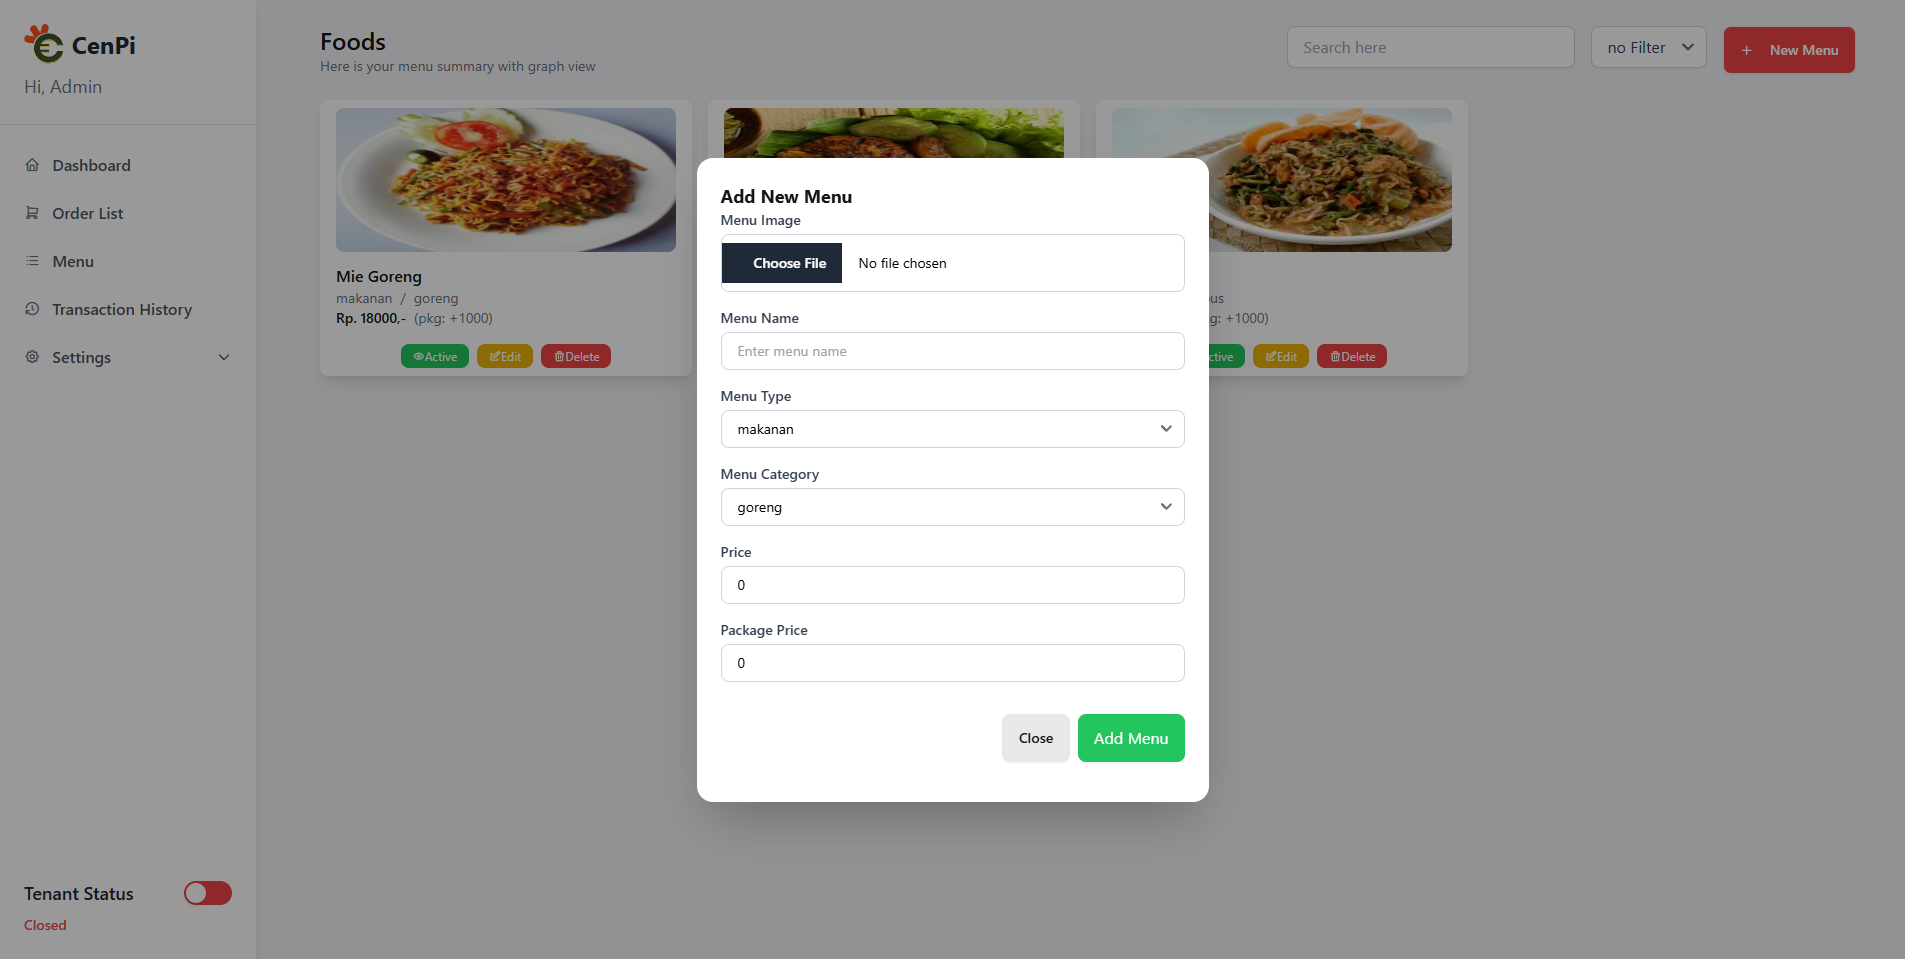 CenPi
Hi, Admin
Dashboard
Order List
Menu
Transaction History
Settings
Tenant Status
Closed
Foods
Here is your menu summary with graph view
Search here
no Filter
+ New Menu
Mie Goreng
makanan / goreng
Rp. 18000,- (pkg: +1000)
Active Edit Delete
+1000)
Edit Delete
Add New Menu
Menu Image
Choose File No file chosen
Menu Name
Enter menu name
Menu Type
makanan
Menu Category
goreng
Price
0
Package Price
0
Close Add Menu